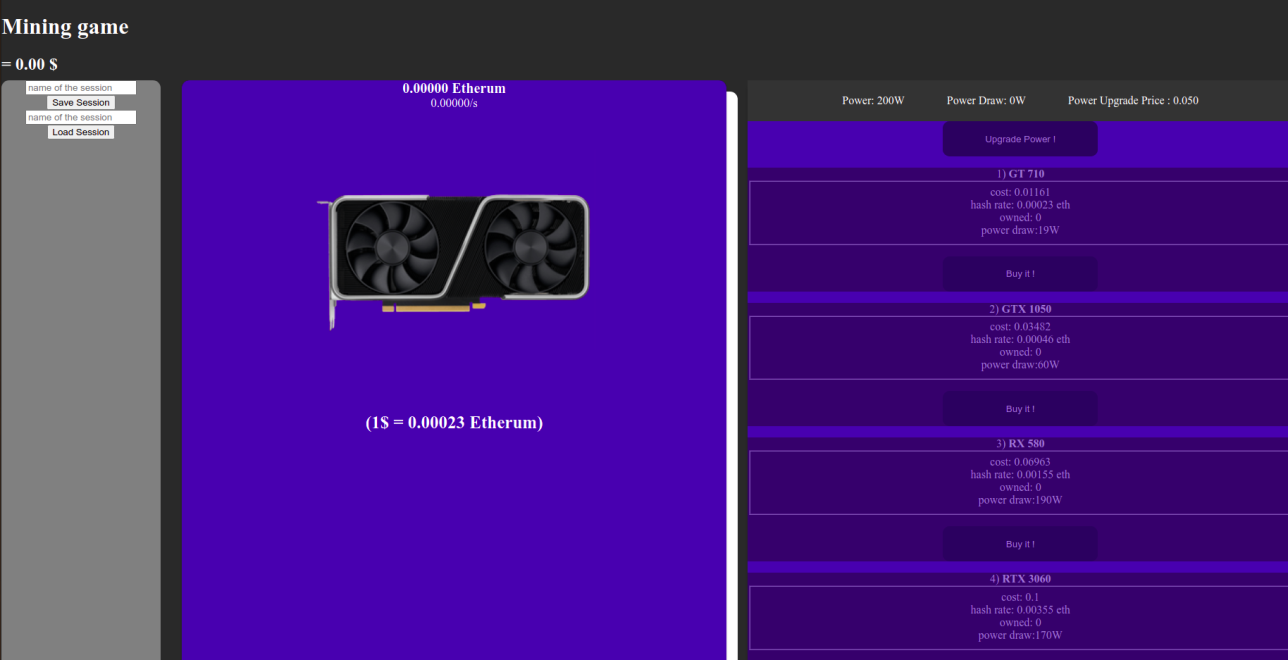 Mining game
= 0.00 $
name of the session
Save Session
name of the session
Load Session
0.00000 Etherum
0.00000/s
(1$ = 0.00023 Etherum)
Power: 200W Power Draw: 0W Power Upgrade Price : 0.050
Upgrade Power !
1) GT 710
cost: 0.01161
hash rate: 0.00023 eth
owned: 0
power draw:19W
Buy it !
2) GTX 1050
cost: 0.03482
hash rate: 0.00046 eth
owned: 0
power draw:60W
Buy it !
3) RX 580
cost: 0.06963
hash rate: 0.00155 eth
owned: 0
power draw:190W
Buy it !
4) RTX 3060
cost: 0.1
hash rate: 0.00355 eth
owned: 0
power draw:170W